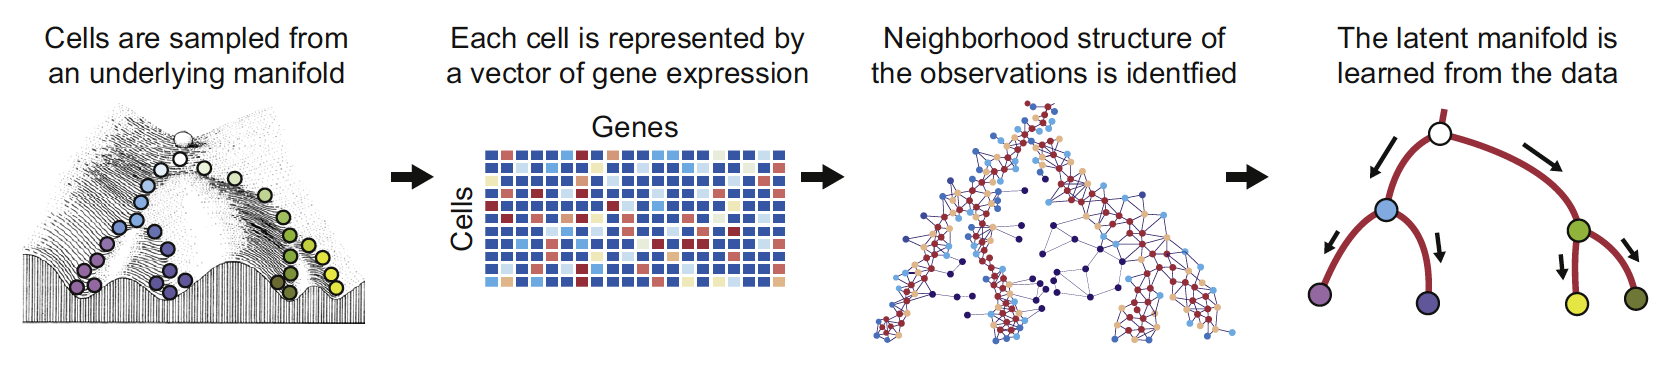 Cells are sampled from
an underlying manifold
Each cell is represented by
a vector of gene expression
Genes
Cells
Neighborhood structure of
the observations is identfied
The latent manifold is
learned from the data